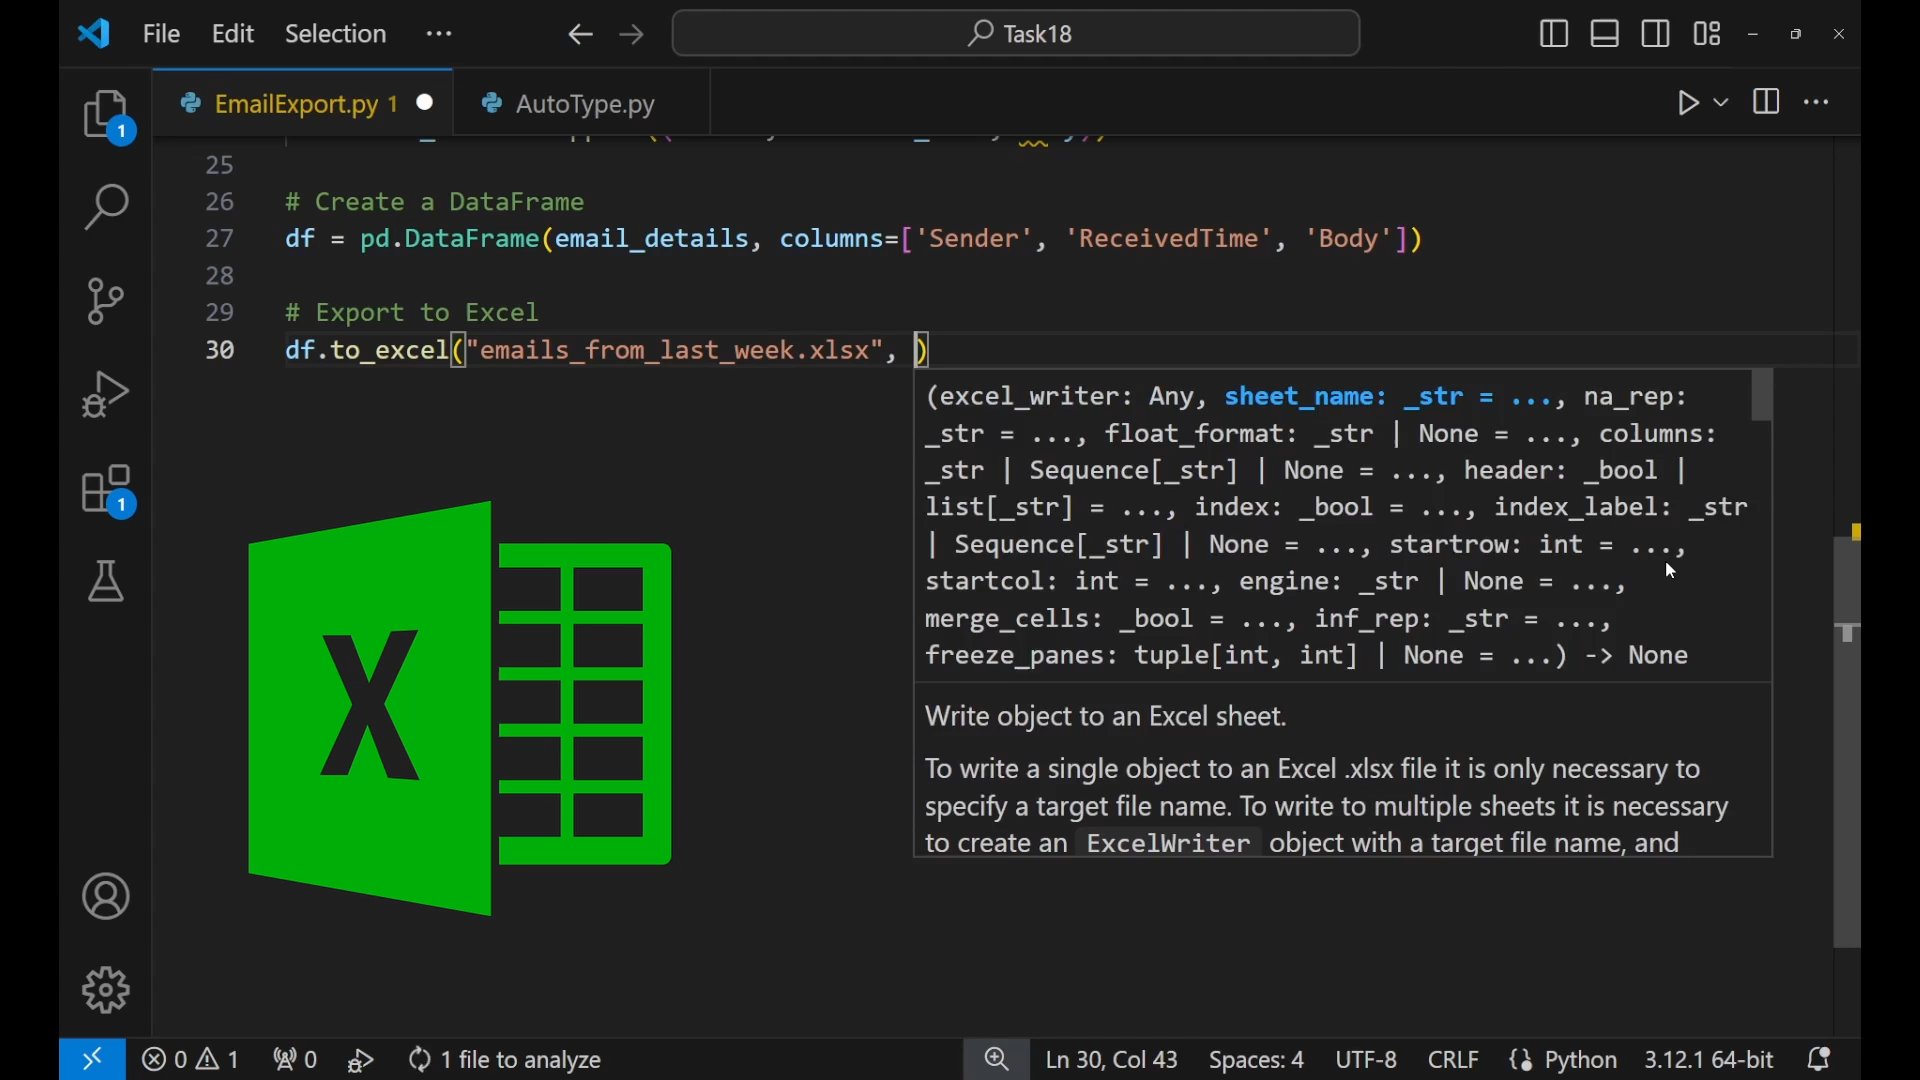 File Edit Selection ··· Task18
EmailExport.py 1 AutoType.py
1
25
26 # Create a DataFrame
27 df = pd.DataFrame(email_details, columns=['Sender', 'ReceivedTime', 'Body'])
28
29 # Export to Excel
30 df.to_excel("emails_from_last_week.xlsx", )
(excel_writer: Any, sheet_name: _str = ..., na_rep:
_str = ..., float_format: _str | None = ..., columns:
_str | Sequence[_str] | None = ..., header: _bool |
list[_str] = ..., index: _bool = ..., index_label: _str
| Sequence[_str] | None = ..., startrow: int = ...,
startcol: int = ..., engine: _str | None = ...,
merge_cells: _bool = ..., inf_rep: _str = ...,
freeze_panes: tuple[int, int] | None = ...) -> None
1
X
Write object to an Excel sheet.
To write a single object to an Excel .xlsx file it is only necessary to
specify a target file name. To write to multiple sheets it is necessary
to create an ExcelWriter object with a target file name, and
0 1 0 1 file to analyze Ln 30, Col 43 Spaces: 4 UTF-8 CRLF Python 3.12.1 64-bit